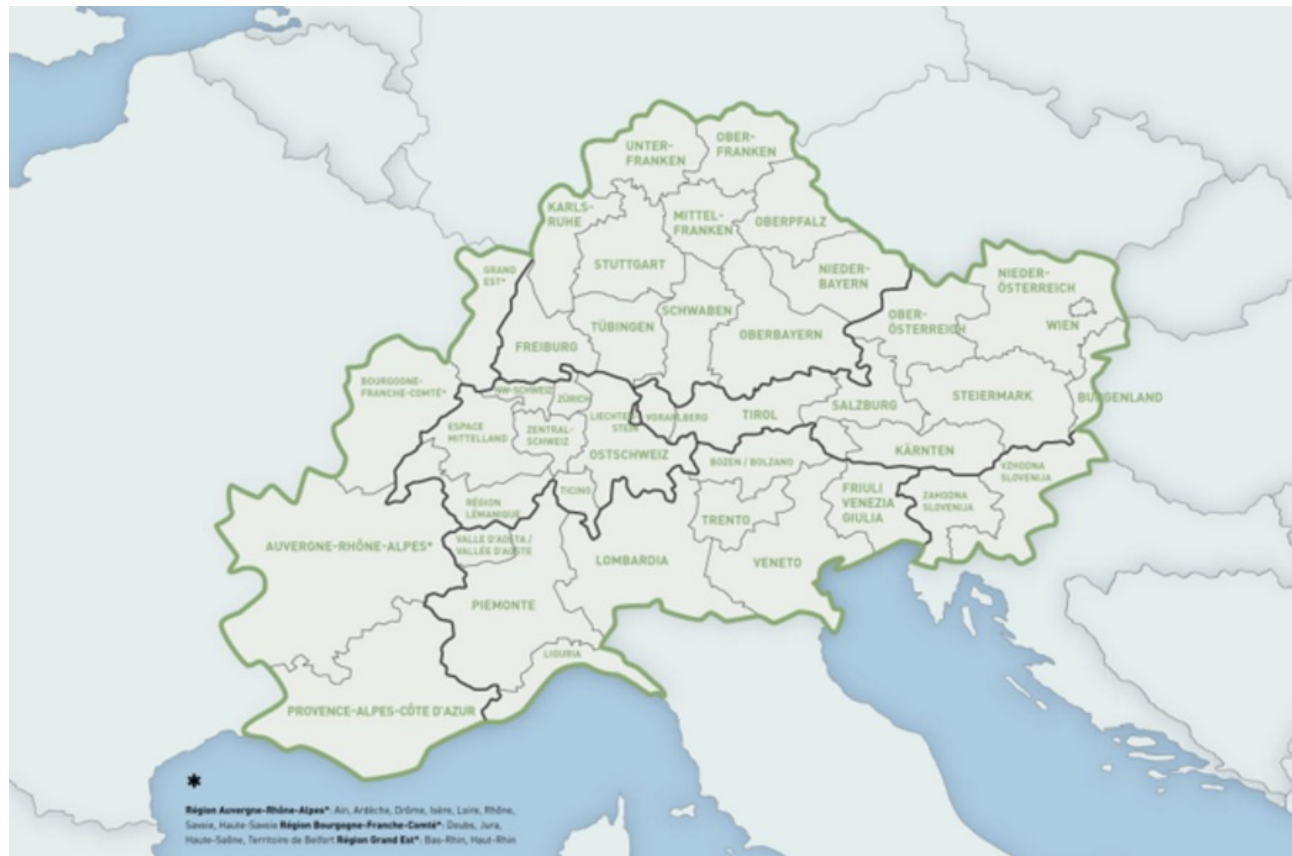 UNTER-
FRANKEN
OBER-
FRANKEN
KARLS-
RUHE
MITTEL-
FRANKEN
OBERPFALZ
GRAND
EST*
STUTTGART
NIEDER-
BAYERN
NIEDER-
ÖSTERREICH
SCHWABEN
OBER-
ÖSTERREICH
WIEN
TÜBINGEN
OBERBAYERN
FREIBURG
BOURGOGNE-
FRANCHE-COMTÉ*
NW-SCHWEIZ
ZÜRICH
STEIERMARK
BURGENLAND
LIECHTEN-
STEIN
VORARLBERG
TIROL
SALZBURG
ESPACE
MITTELLAND
ZENTRAL-
SCHWEIZ
OSTSCHWEIZ
KÄRNTEN
BOZEN / BOLZANO
VZHODNA
SLOVENIJA
TICINO
RÉGION
LÉMANIQUE
FRIULI
VENEZIA
GIULIA
ZAHODNA
SLOVENIJA
TRENTO
AUVERGNE-RHÔNE-ALPES*
VALLE D'AOSTA /
VALLÉE D'AOSTE
LOMBARDIA
VENETO
PIEMONTE
LIGURIA
PROVENCE-ALPES-CÔTE D'AZUR
*
Région Auvergne-Rhône-Alpes*: Ain, Ardèche, Drôme, Isère, Loire, Rhône,
Savoie, Haute-Savoie Région Bourgogne-Franche-Comté*: Doubs, Jura,
Haute-Saône, Territoire de Belfort Région Grand Est*: Bas-Rhin, Haut-Rhin